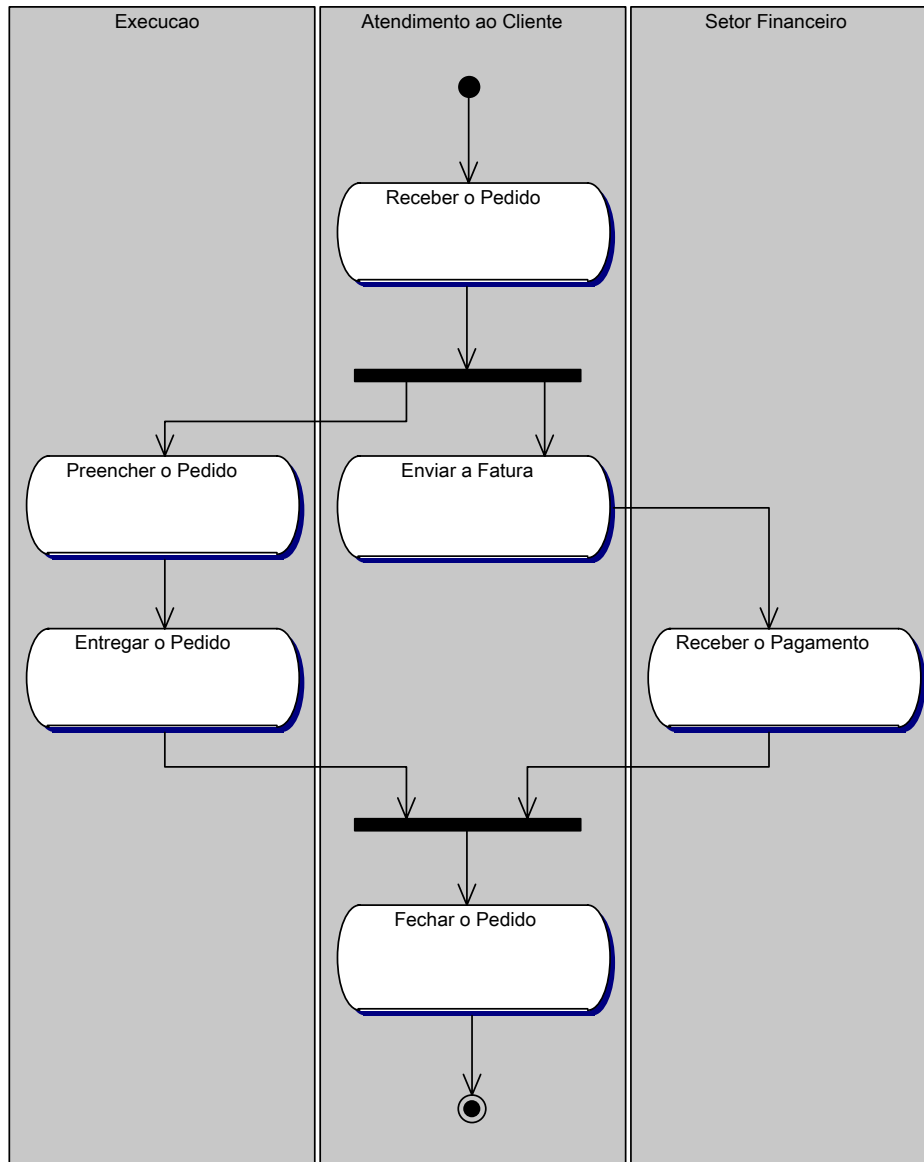 Execucao
Atendimento ao Cliente
Setor Financeiro
Receber o Pedido
Preencher o Pedido
Enviar a Fatura
Entregar o Pedido
Receber o Pagamento
Fechar o Pedido